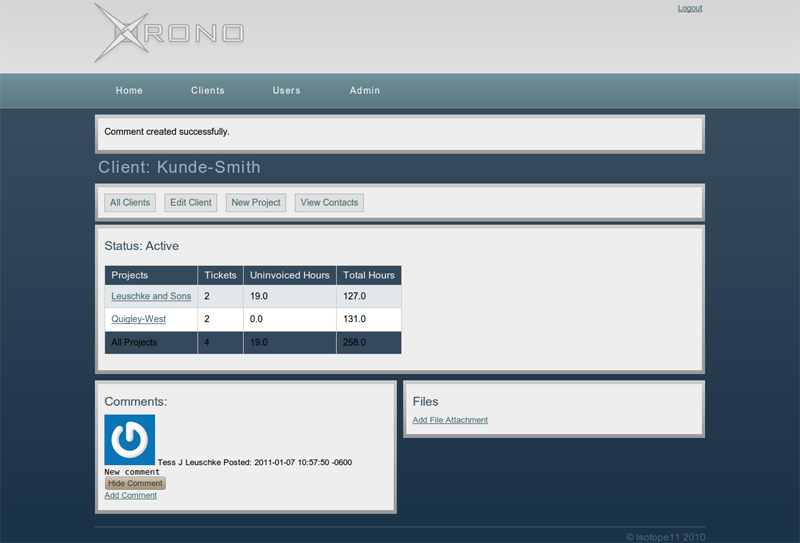 Logout
XRONO
Home Clients Users Admin
Comment created successfully.
Client: Kunde-Smith
All Clients Edit Client New Project View Contacts
Status: Active
Projects Tickets Uninvoiced Hours Total Hours
Leuschke and Sons 2 19.0 127.0
Quigley-West 2 0.0 131.0
All Projects 4 19.0 258.0
Comments:
Tess J Leuschke Posted: 2011-01-07 10:57:50 -0600
New comment
Hide Comment
Add Comment
Files
Add File Attachment
© Isotope11 2010